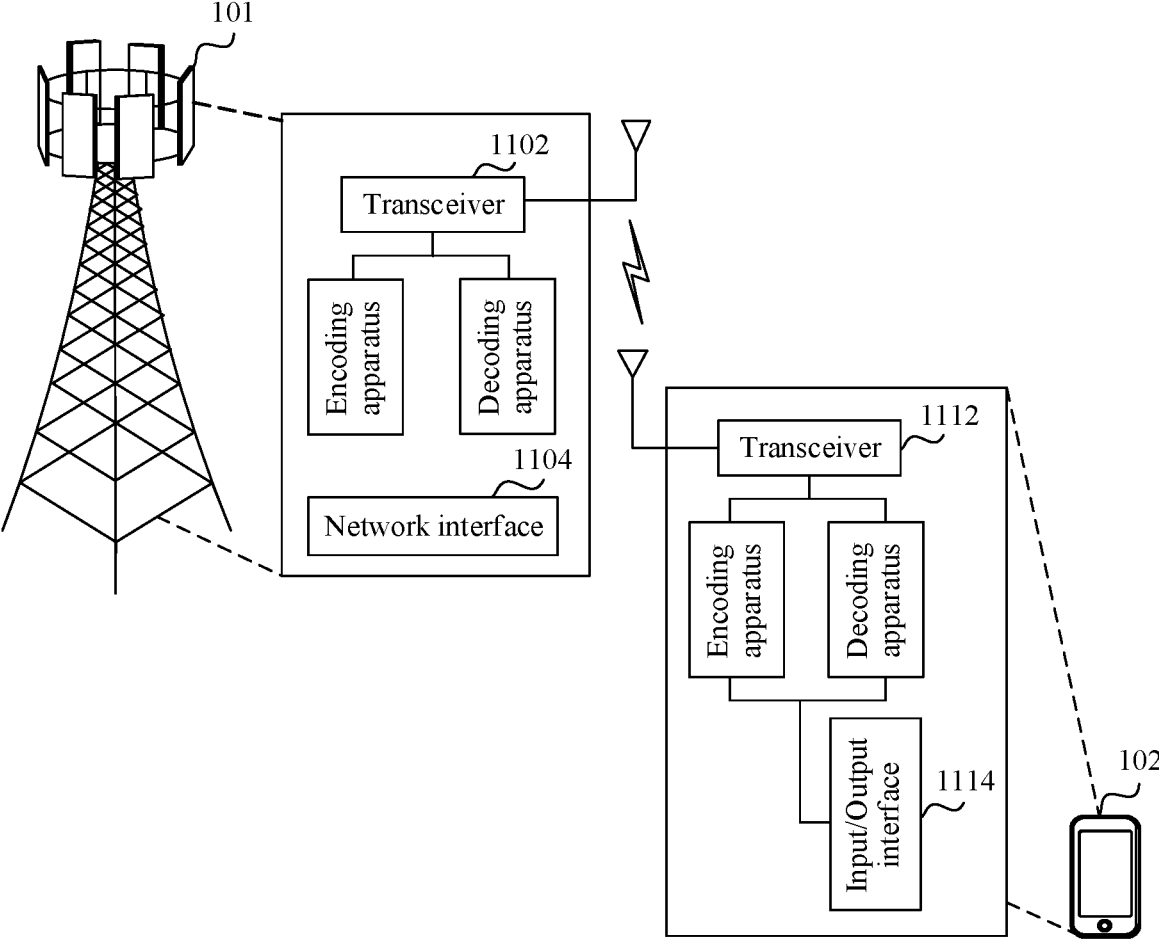 101
1102
Transceiver
Encoding
apparatus
Decoding
apparatus
1104
Network interface
1112
Transceiver
Encoding
apparatus
Decoding
apparatus
Input/Output
interface
1114
102